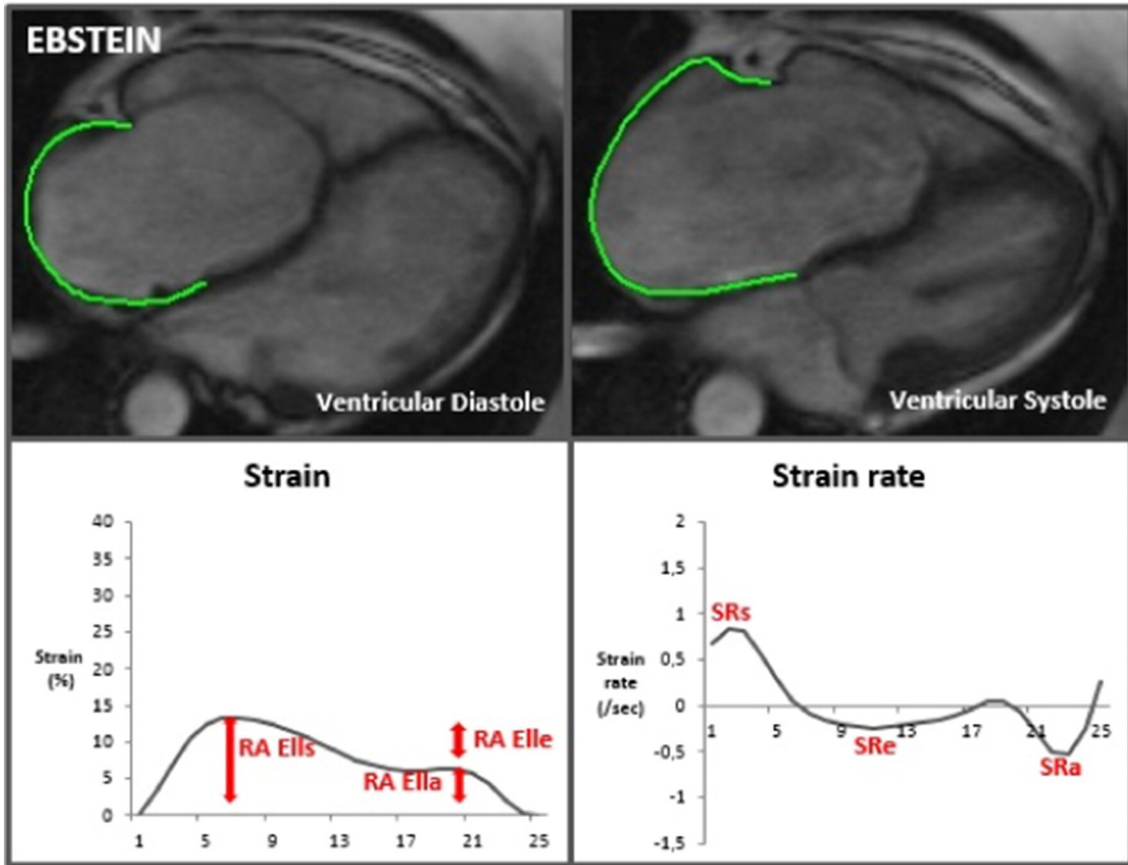 EBSTEIN
Ventricular Diastole
Ventricular Systole
Strain
40
35
30
25
20
15
10
5
0
Strain
(%)
RA Ells
RA Elle
RA Ella
1 5 9 13 17 21 25
Strain rate
2
1,5
1
0,5
0
-0,5
-1
-1,5
Strain
rate
(/sec)
SRs
SRe
SRa
1 5 9 13 17 21 25